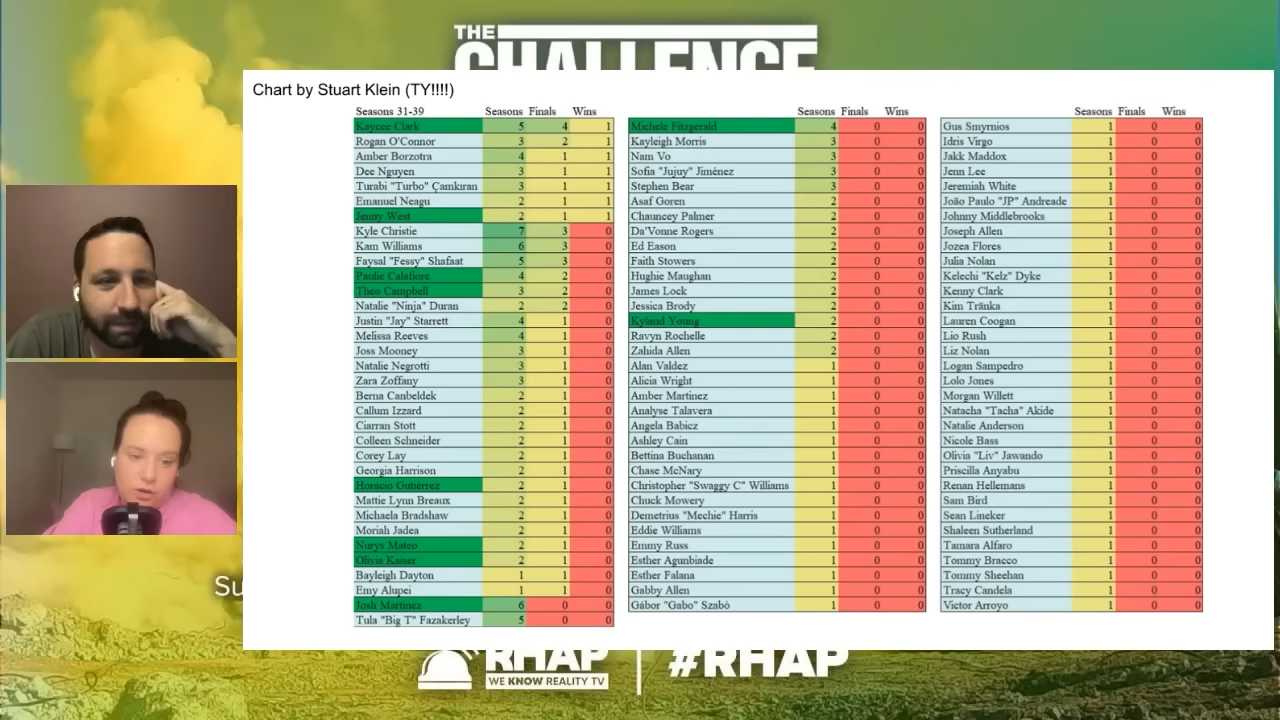 THE
CHALLENGE
Chart by Stuart Klein (TY!!!!)
Seasons 31-39 Seasons Finals Wins
Kaycee Clark 5 4 1
Rogan O'Connor 3 2 1
Amber Borzotra 4 1 1
Dee Nguyen 3 1 1
Turabi "Turbo" Çamkıran 3 1 1
Emanuel Neagu 2 1 1
Jenny West 2 1 1
Kyle Christie 7 3 0
Kam Williams 6 3 0
Faysal "Fessy" Shafaat 5 3 0
Paulie Calafiore 4 2 0
Theo Campbell 3 2 0
Natalie "Ninja" Duran 2 2 0
Justin "Jay" Starrett 4 1 0
Melissa Reeves 4 1 0
Joss Mooney 3 1 0
Natalie Negrotti 3 1 0
Zara Zoffany 3 1 0
Berna Canbeldek 2 1 0
Callum Izzard 2 1 0
Ciarran Stott 2 1 0
Colleen Schneider 2 1 0
Corey Lay 2 1 0
Georgia Harrison 2 1 0
Horacio Gutiérrez 2 1 0
Mattie Lynn Breaux 2 1 0
Michaela Bradshaw 2 1 0
Moriah Jadea 2 1 0
Nurys Mateo 2 1 0
Olivia Kaiser 2 1 0
Bayleigh Dayton 1 1 0
Emy Alupei 1 1 0
Josh Martinez 6 0 0
Tula "Big T" Fazakerley 5 0 0
Seasons Finals Wins
Michele Fitzgerald 4 0 0
Kayleigh Morris 3 0 0
Nam Vo 3 0 0
Sofia "Jujuy" Jiménez 3 0 0
Stephen Bear 3 0 0
Asaf Goren 2 0 0
Chauncey Palmer 2 0 0
Da'Vonne Rogers 2 0 0
Ed Eason 2 0 0
Faith Stowers 2 0 0
Hughie Maughan 2 0 0
James Lock 2 0 0
Jessica Brody 2 0 0
Kyland Young 2 0 0
Ravyn Rochelle 2 0 0
Zahida Allen 2 0 0
Alan Valdez 1 0 0
Alicia Wright 1 0 0
Amber Martinez 1 0 0
Analyse Talavera 1 0 0
Angela Babicz 1 0 0
Ashley Cain 1 0 0
Bettina Buchanan 1 0 0
Chase McNary 1 0 0
Christopher "Swaggy C" Williams 1 0 0
Chuck Mowery 1 0 0
Demetrius "Mechie" Harris 1 0 0
Eddie Williams 1 0 0
Emmy Russ 1 0 0
Esther Agunbiade 1 0 0
Esther Falana 1 0 0
Gabby Allen 1 0 0
Gábor "Gabo" Szabó 1 0 0
Seasons Finals Wins
Gus Smyrnios 1 0 0
Idris Virgo 1 0 0
Jakk Maddox 1 0 0
Jenn Lee 1 0 0
Jeremiah White 1 0 0
João Paulo "JP" Andreade 1 0 0
Johnny Middlebrooks 1 0 0
Joseph Allen 1 0 0
Jozea Flores 1 0 0
Julia Nolan 1 0 0
Kelechi "Kelz" Dyke 1 0 0
Kenny Clark 1 0 0
Kim Tränka 1 0 0
Lauren Coogan 1 0 0
Lio Rush 1 0 0
Liz Nolan 1 0 0
Logan Sampedro 1 0 0
Lolo Jones 1 0 0
Morgan Willett 1 0 0
Natacha "Tacha" Akide 1 0 0
Natalie Anderson 1 0 0
Nicole Bass 1 0 0
Olivia "Liv" Jawando 1 0 0
Priscilla Anyabu 1 0 0
Renan Hellemans 1 0 0
Sam Bird 1 0 0
Sean Lineker 1 0 0
Shaleen Sutherland 1 0 0
Tamara Alfaro 1 0 0
Tommy Bracco 1 0 0
Tommy Sheehan 1 0 0
Tracy Candela 1 0 0
Victor Arroyo 1 0 0
Su
RHAP
WE KNOW REALITY TV
#RHAP